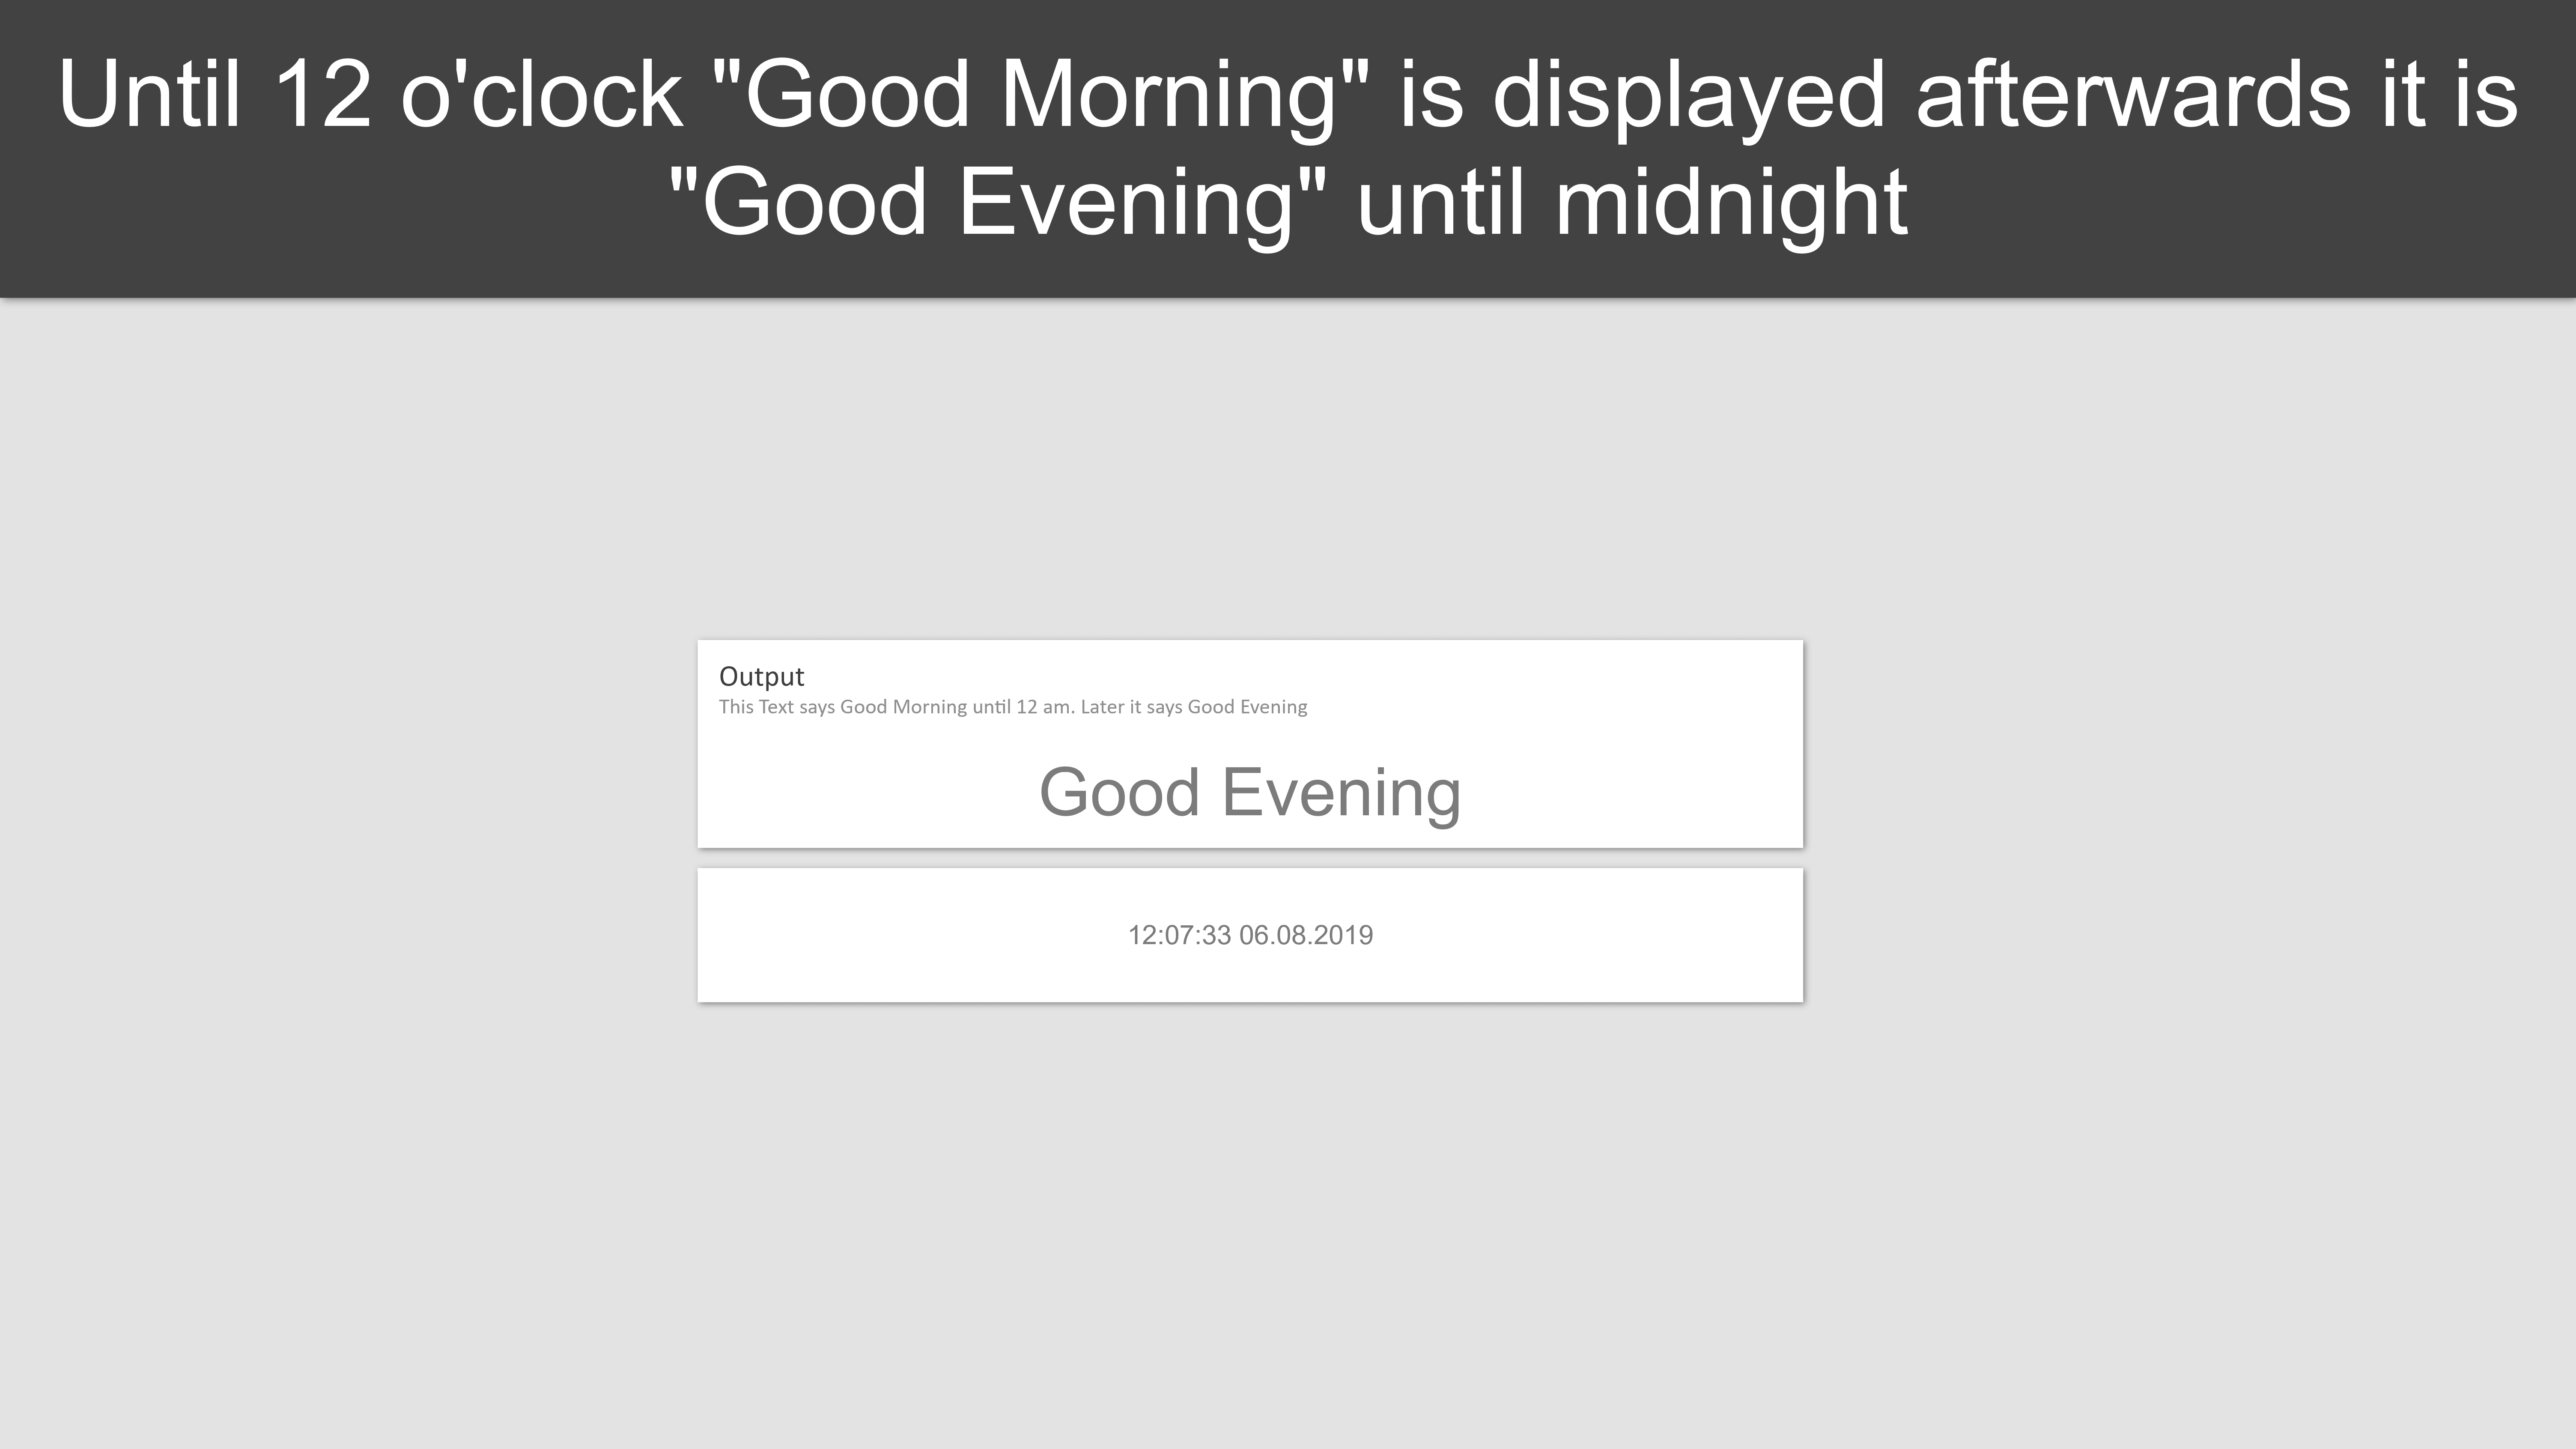 Until 12 o'clock "Good Morning" is displayed afterwards it is
"Good Evening" until midnight
Output
This Text says Good Morning until 12 am. Later it says Good Evening
Good Evening
12:07:33 06.08.2019